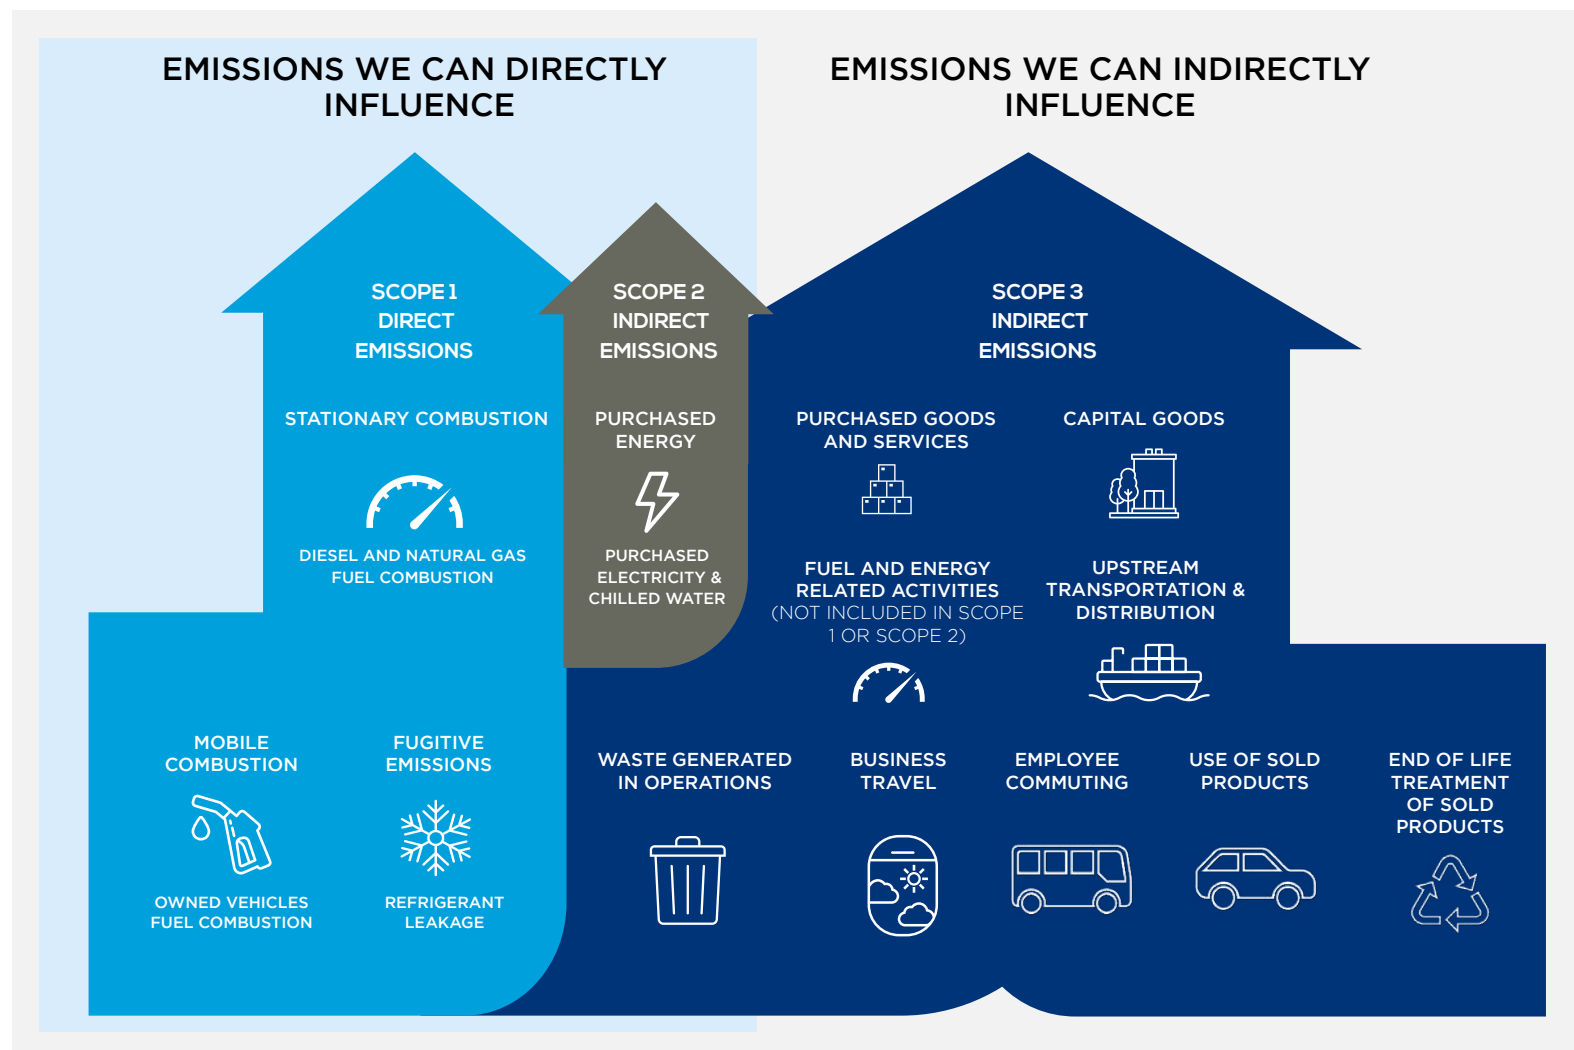 EMISSIONS WE CAN DIRECTLY
INFLUENCE
EMISSIONS WE CAN INDIRECTLY
INFLUENCE
SCOPE 1
DIRECT
EMISSIONS
STATIONARY COMBUSTION
DIESEL AND NATURAL GAS
FUEL COMBUSTION
MOBILE
COMBUSTION
OWNED VEHICLES
FUEL COMBUSTION
FUGITIVE
EMISSIONS
REFRIGERANT
LEAKAGE
SCOPE 2
INDIRECT
EMISSIONS
PURCHASED
ENERGY
PURCHASED
ELECTRICITY &
CHILLED WATER
SCOPE 3
INDIRECT
EMISSIONS
PURCHASED GOODS
AND SERVICES
CAPITAL GOODS
FUEL AND ENERGY
RELATED ACTIVITIES
(NOT INCLUDED IN SCOPE
1 OR SCOPE 2)
UPSTREAM
TRANSPORTATION &
DISTRIBUTION
WASTE GENERATED
IN OPERATIONS
BUSINESS
TRAVEL
EMPLOYEE
COMMUTING
USE OF SOLD
PRODUCTS
END OF LIFE
TREATMENT
OF SOLD
PRODUCTS